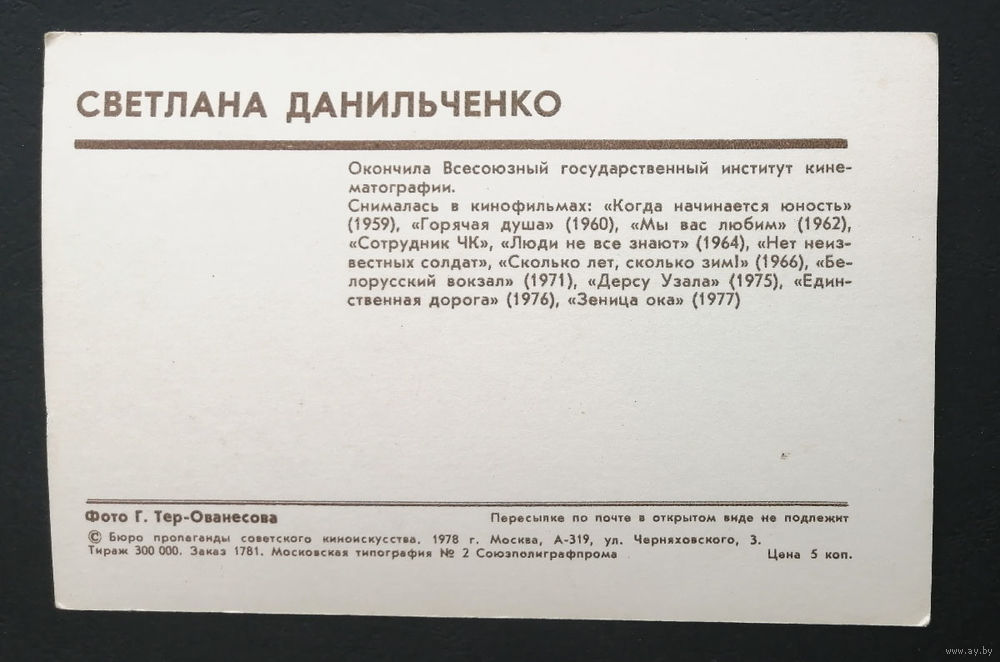 СВЕТЛАНА ДАНИЛЬЧЕНКО
Окончила Всесоюзный государственный институт кине-
матографии.
Снималась в кинофильмах: «Когда начинается юность»
(1959), «Горячая душа» (1960), «Мы вас любим» (1962),
«Сотрудник ЧК», «Люди не все знают» (1964), «Нет неиз-
вестных солдат», «Сколько лет, сколько зим!» (1966), «Бе-
лорусский вокзал» (1971), «Дерсу Узала» (1975), «Един-
ственная дорога» (1976), «Зеница ока» (1977)
Фото Г. Тер-Ованесова
Пересылке по почте в открытом виде не подлежит
© Бюро пропаганды советского киноискусства. 1978 г. Москва, А-319, ул. Черняховского, 3.
Тираж 300 000. Заказ 1781. Московская типография № 2 Союзполиграфпрома
Цена 5 коп.
www.ay.by